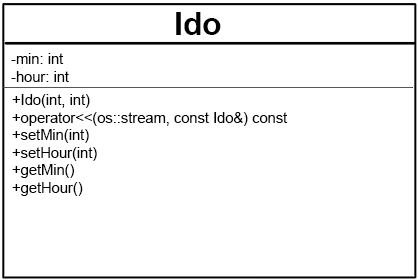 Ido
-min: int
-hour: int
+Ido(int, int)
+operator<<(os::stream, const Ido&) const
+setMin(int)
+setHour(int)
+getMin()
+getHour()